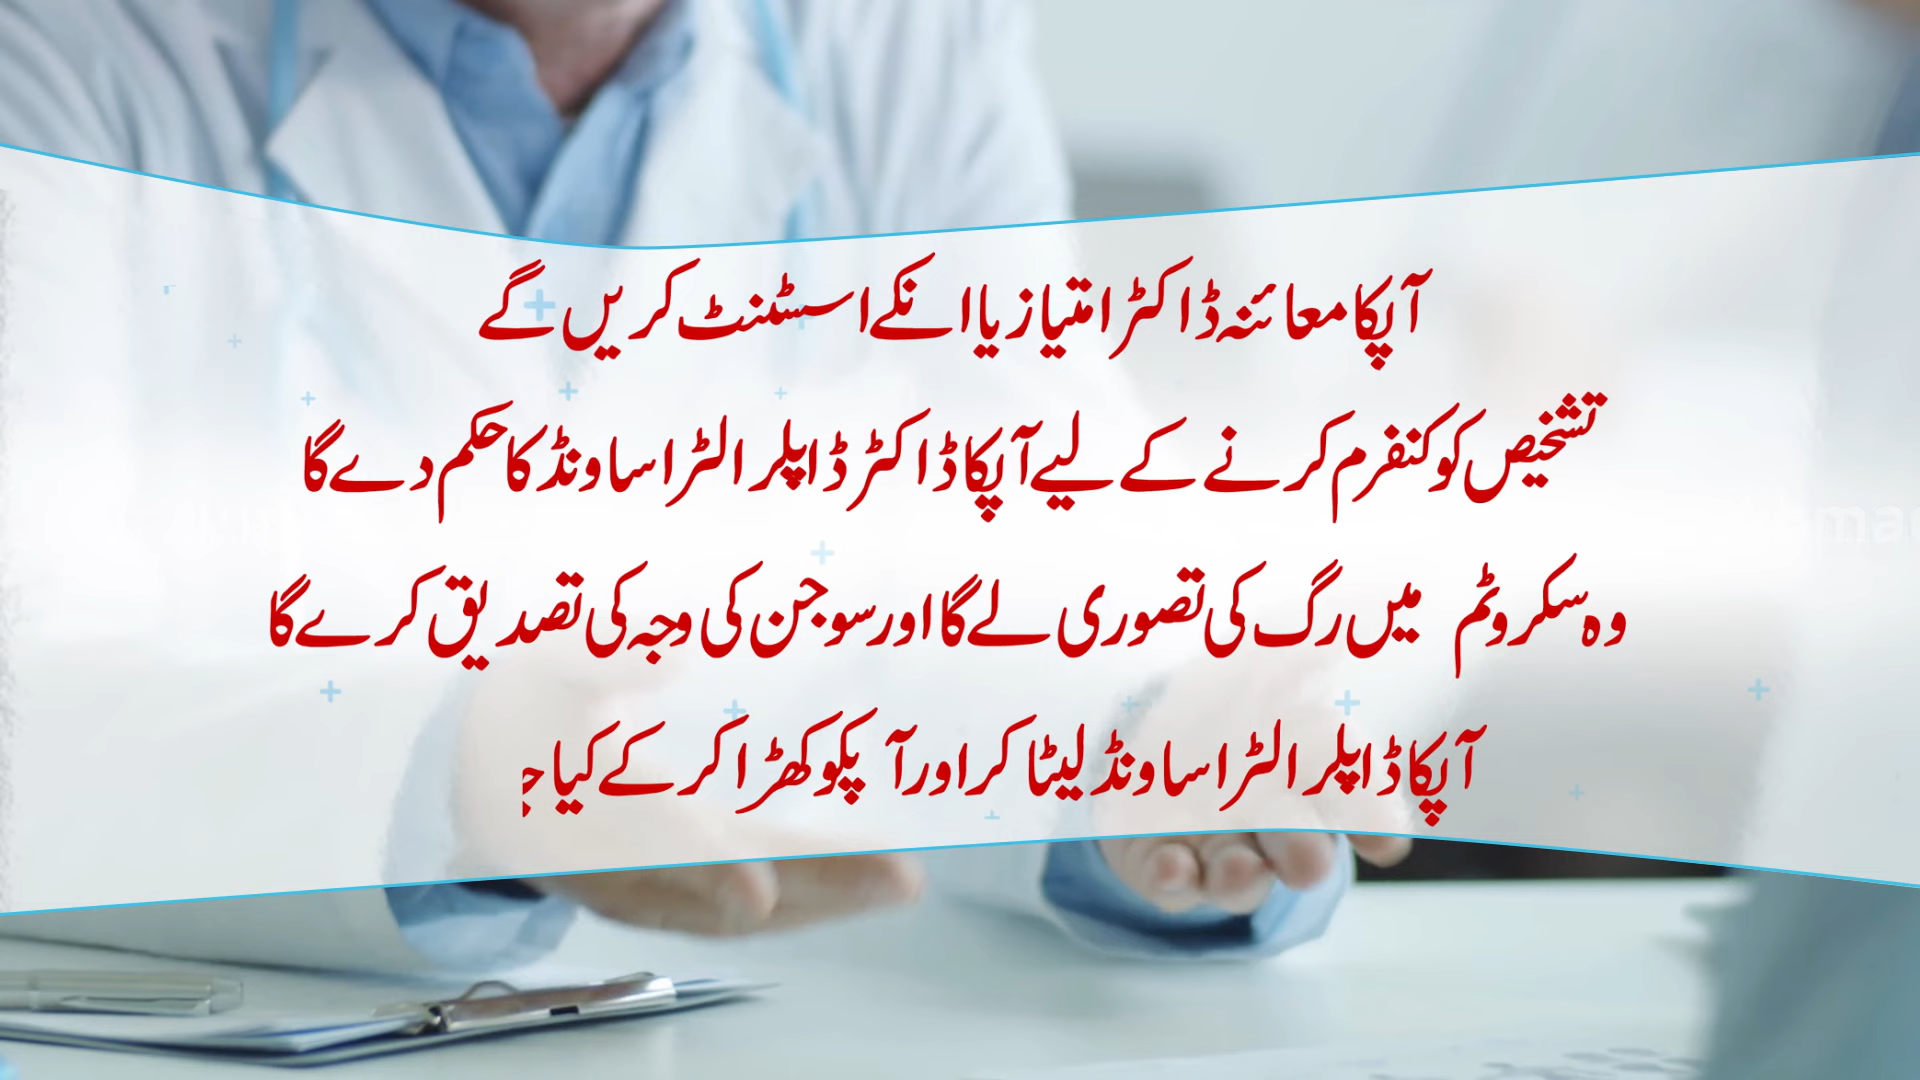 آپکا معائنہ ڈاکٹر امتیاز یا انکے اسسٹنٹ کریں گے
تشخیص کو کنفرم کرنے کے لیے آپکا ڈاکٹر ڈاپلر الٹراساونڈ کا حکم دے گا
وہ سکروٹم میں رگ کی تصوری لے گا اور سوجن کی وجہ کی تصدیق کرے گا
آپکا ڈاپلر الٹراساونڈ لیٹا کر اور آپکو کھڑا کر کے کیا